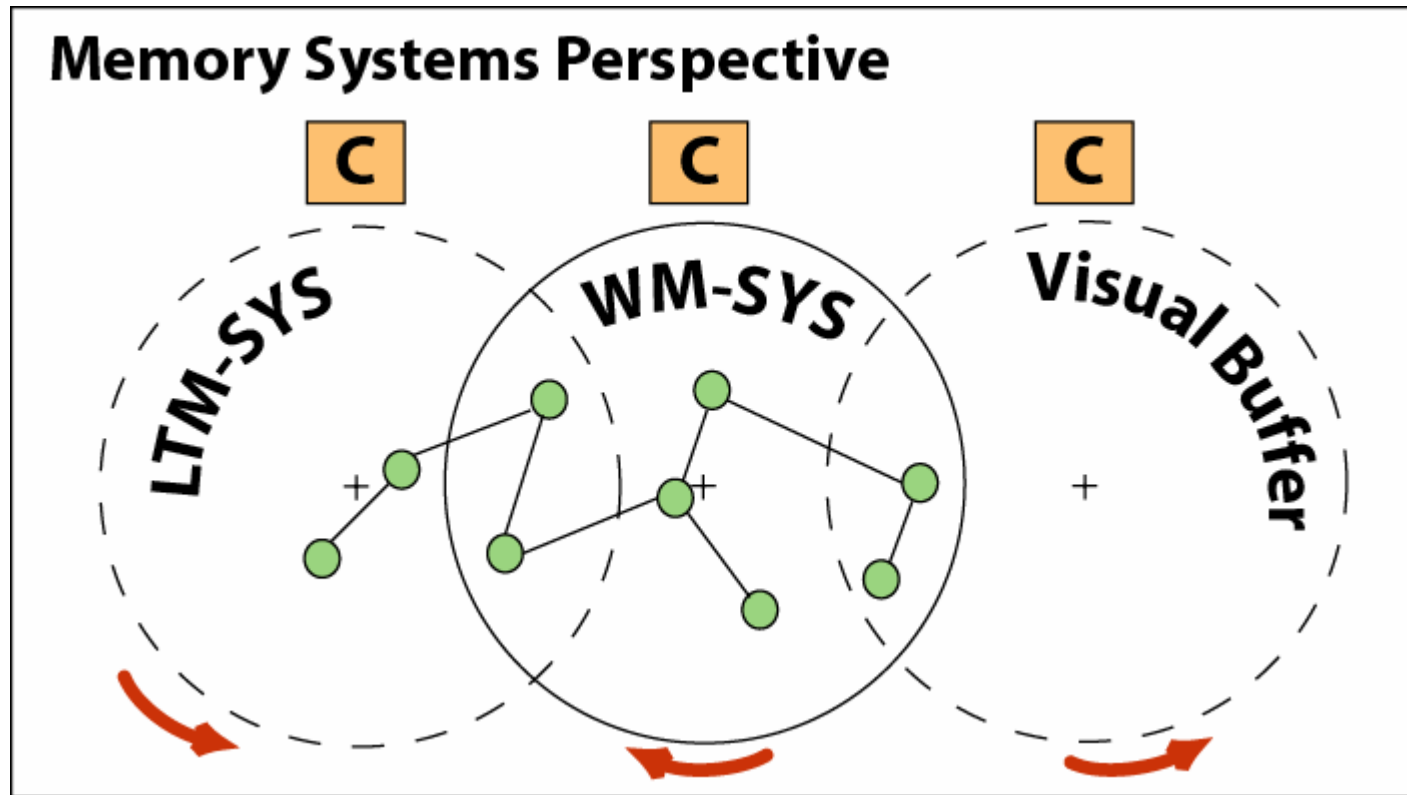 Memory Systems Perspective
C
C
C
LTM-SYS
WM-SYS
Visual Buffer